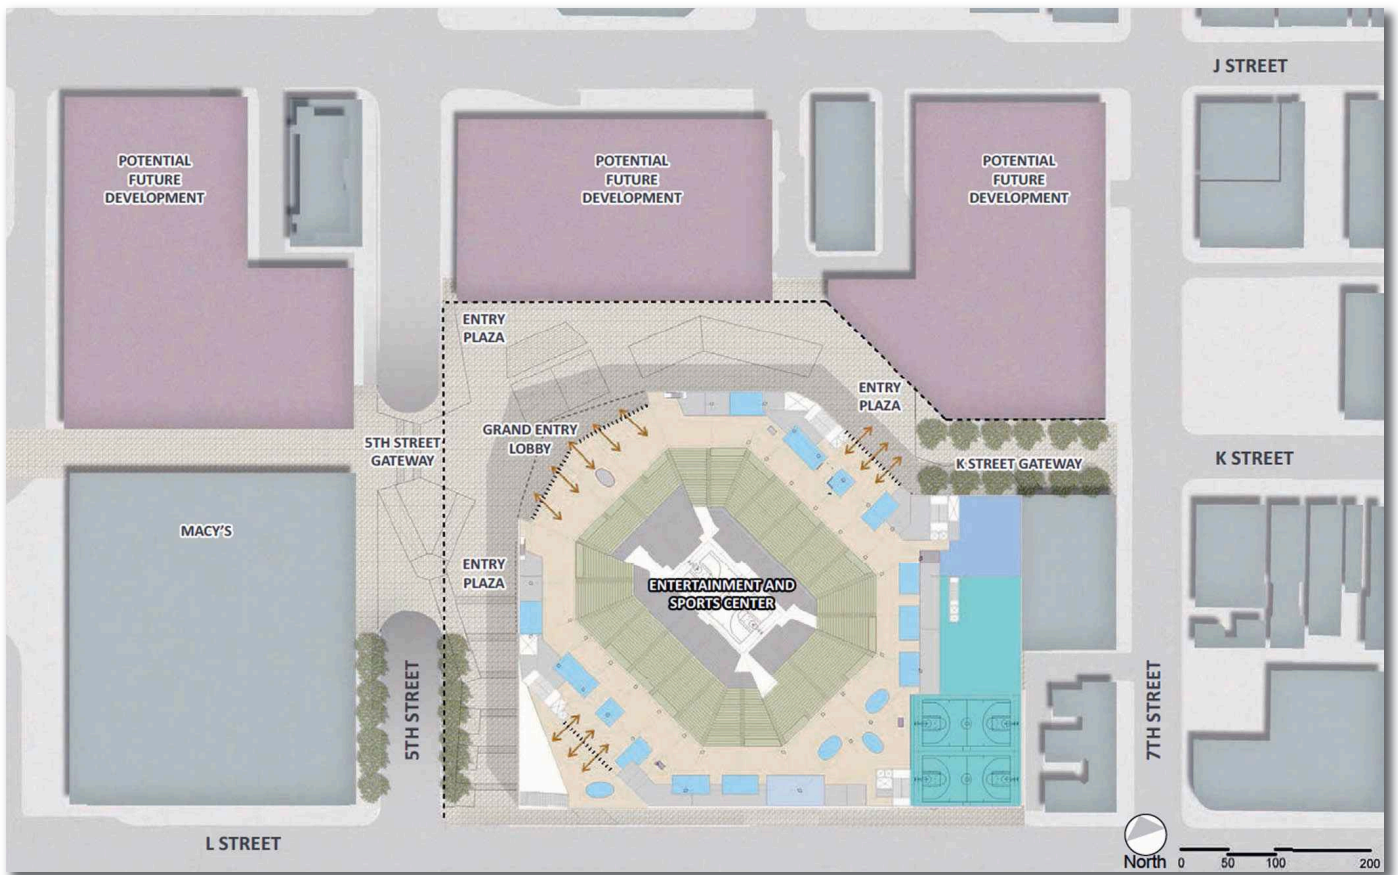 J STREET
POTENTIAL
FUTURE
DEVELOPMENT
POTENTIAL
FUTURE
DEVELOPMENT
POTENTIAL
FUTURE
DEVELOPMENT
ENTRY
PLAZA
ENTRY
PLAZA
GRAND ENTRY
LOBBY
5TH STREET
GATEWAY
K STREET GATEWAY
K STREET
MACY'S
ENTRY
PLAZA
ENTERTAINMENT AND
SPORTS CENTER
5TH STREET
7TH STREET
L STREET
North
0 50 100 200